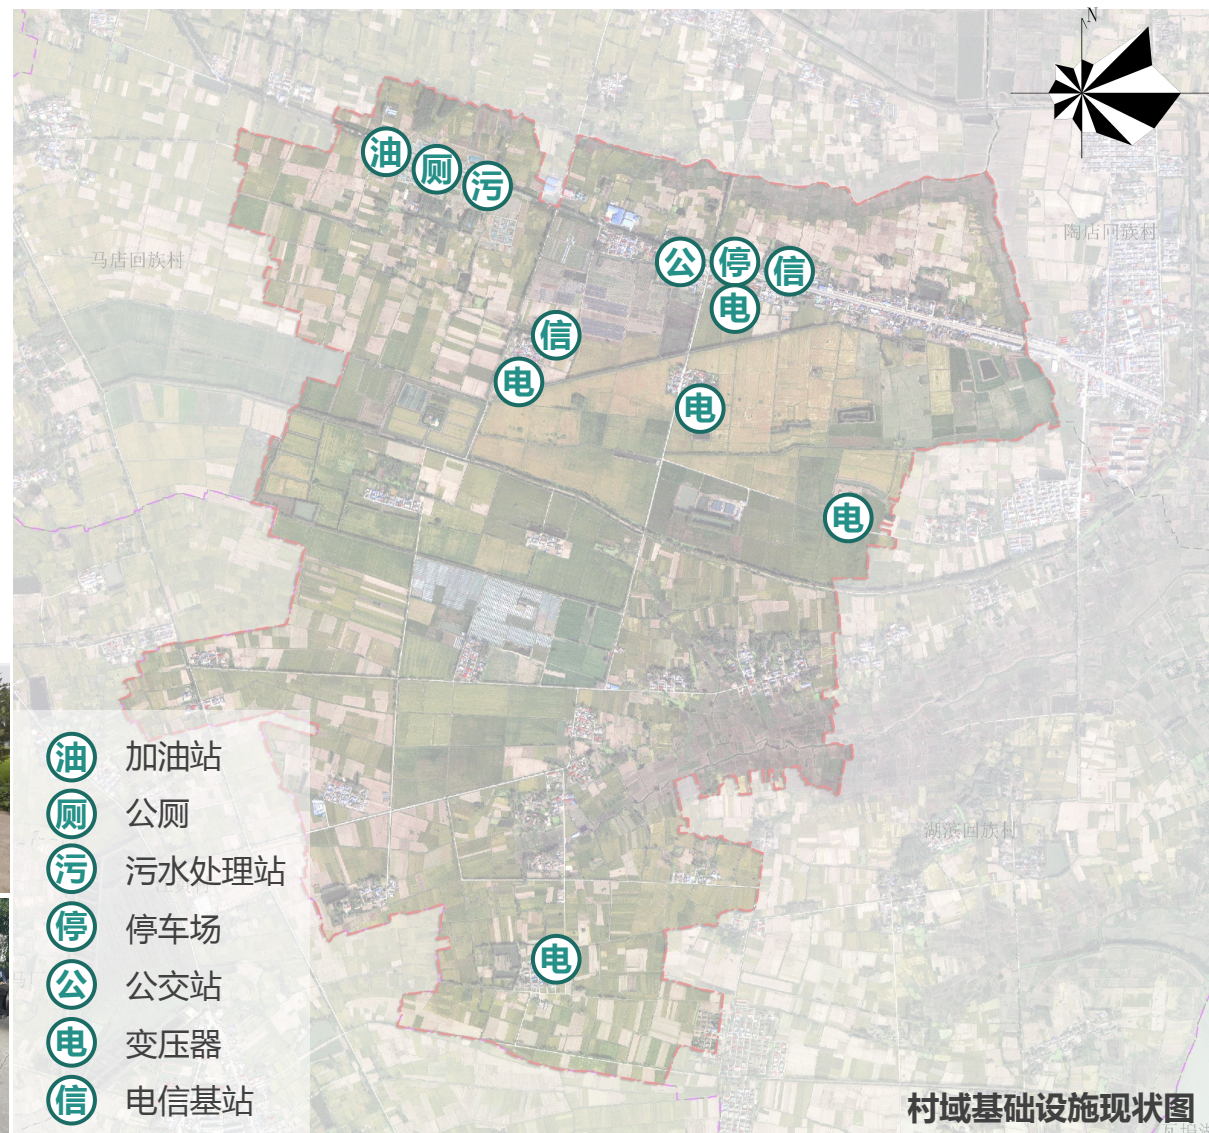 N
油 厕 污
陶店回族村
马店回族村
公 停 信
电
信
电
电
电
湖滨回族村
电
油 加油站
厕 公厕
污 污水处理站
停 停车场
公 公交站
电 变压器
信 电信基站
村域基础设施现状图